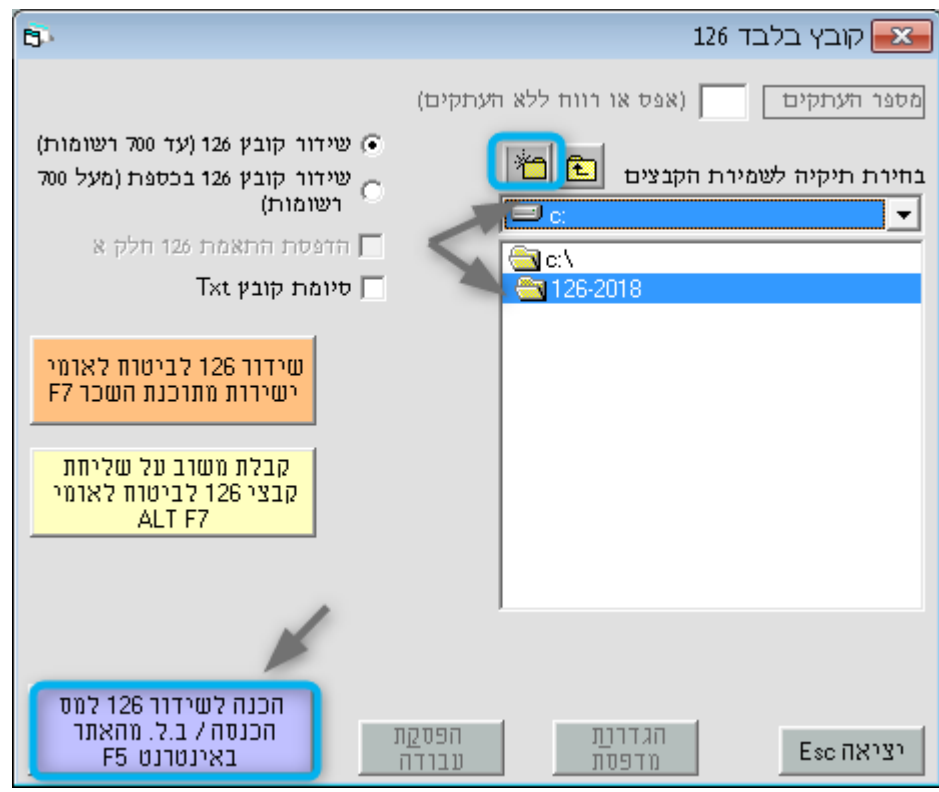 קובץ בלבד 126
מספר העתקים (אפס או רווח ללא העתקים)
בחירת תיקיה לשמירת הקבצים
c:
c:\
126-2018
שידור קובץ 126 (עד 700 רשומות)
שידור קובץ 126 בכספת (מעל 700
רשומות)
הדפסת התאמת 126 חלק א
סיומת קובץ Txt
שידור 126 לביטוח לאומי
ישירות מתוכנת השכר F7
קבלת משוב על שליחת
קבצי 126 לביטוח לאומי
ALT F7
הכנה לשידור 126 למס
הכנסה / ב.ל. מהאתר
באינטרנט F5
הפסקת
עבודה
הגדרות
מדפסת
יציאה Esc